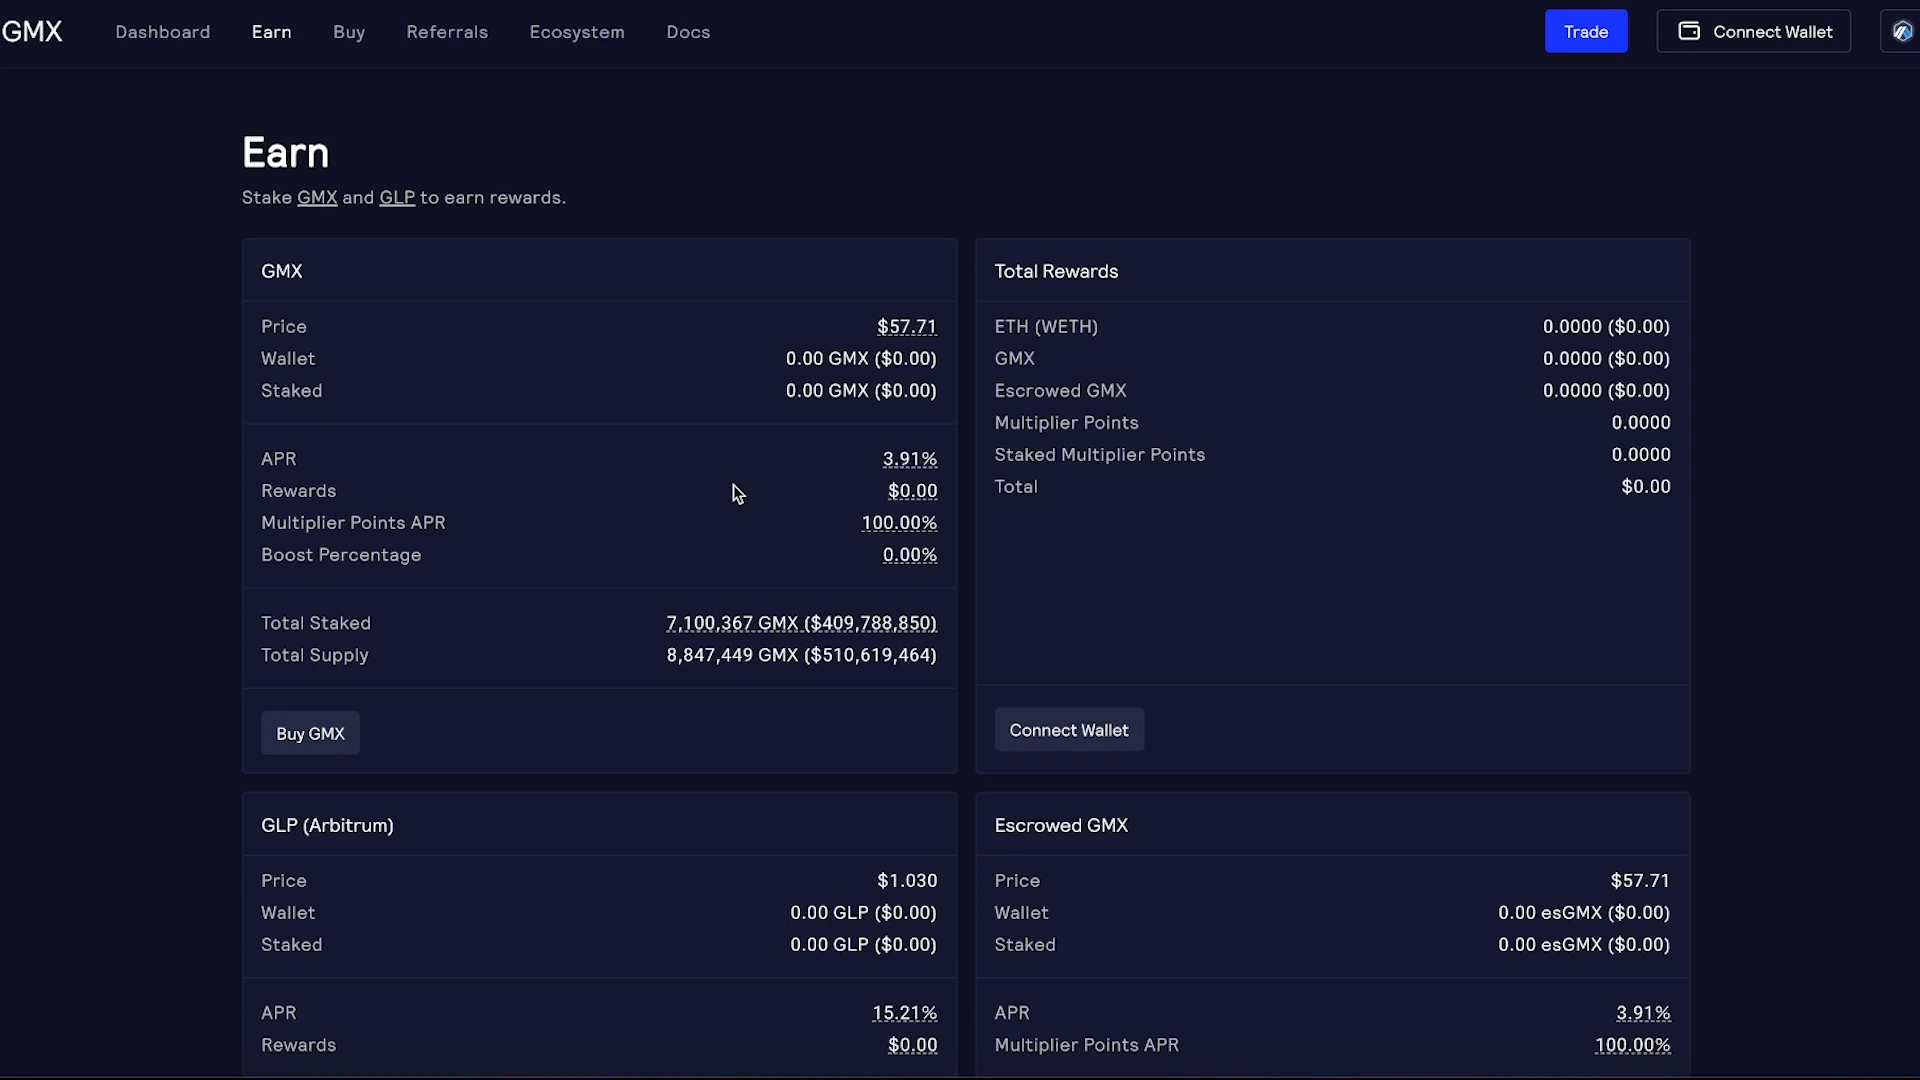 GMX Dashboard Earn Buy Referrals Ecosystem Docs Trade Connect Wallet
Earn
Stake GMX and GLP to earn rewards.
GMX
Price $57.71
Wallet 0.00 GMX ($0.00)
Staked 0.00 GMX ($0.00)
APR 3.91%
Rewards $0.00
Multiplier Points APR 100.00%
Boost Percentage 0.00%
Total Staked 7,100,367 GMX ($409,788,850)
Total Supply 8,847,449 GMX ($510,619,464)
Buy GMX
Total Rewards
ETH (WETH) 0.0000 ($0.00)
GMX 0.0000 ($0.00)
Escrowed GMX 0.0000 ($0.00)
Multiplier Points 0.0000
Staked Multiplier Points 0.0000
Total $0.00
Connect Wallet
GLP (Arbitrum)
Price $1.030
Wallet 0.00 GLP ($0.00)
Staked 0.00 GLP ($0.00)
APR 15.21%
Rewards $0.00
Escrowed GMX
Price $57.71
Wallet 0.00 esGMX ($0.00)
Staked 0.00 esGMX ($0.00)
APR 3.91%
Multiplier Points APR 100.00%